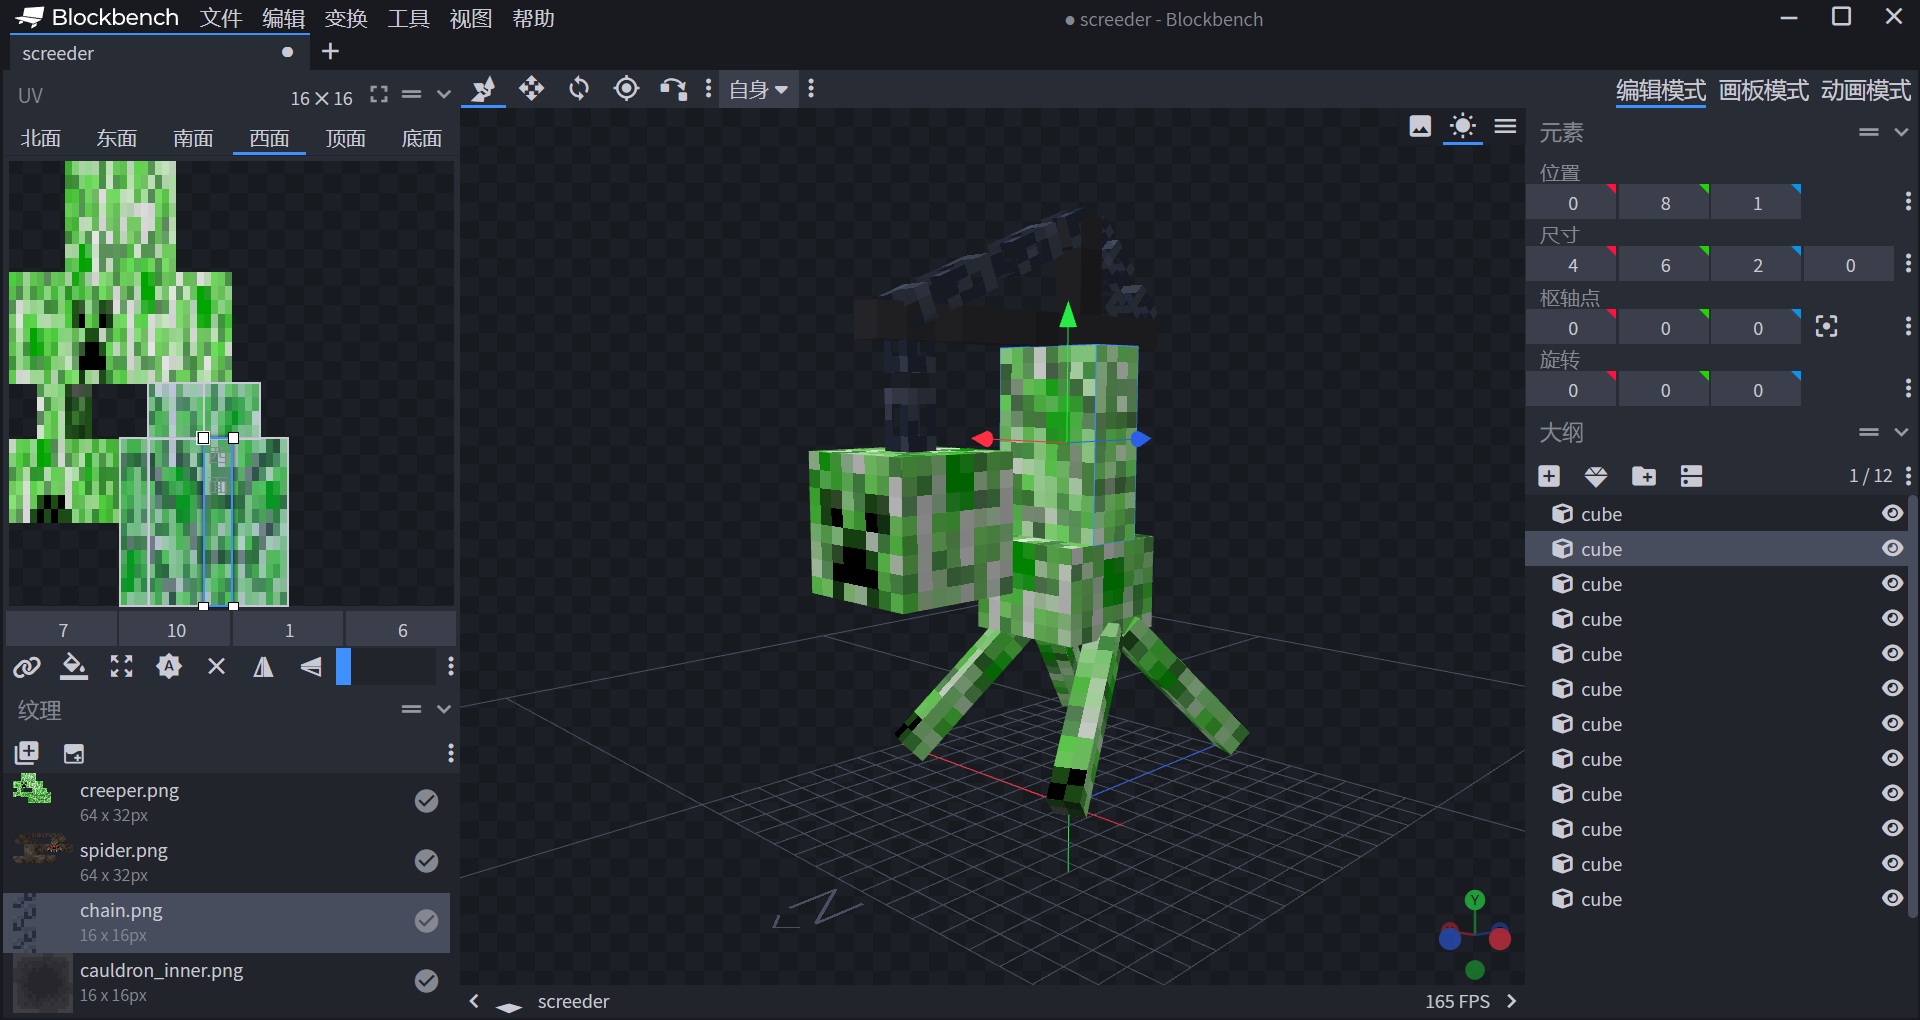 Blockbench 文件 编辑 变换 工具 视图 帮助
● screeder - Blockbench
screeder
UV
16 × 16
北面 东面 南面 西面 顶面 底面
7 10 1 6
纹理
creeper.png
64 x 32px
spider.png
64 x 32px
chain.png
16 x 16px
cauldron_inner.png
16 x 16px
自身
screeder
165 FPS
Y
编辑模式 画板模式 动画模式
元素
位置
0 8 1
尺寸
4 6 2 0
枢轴点
0 0 0
旋转
0 0 0
大纲
1 / 12
cube
cube
cube
cube
cube
cube
cube
cube
cube
cube
cube
cube